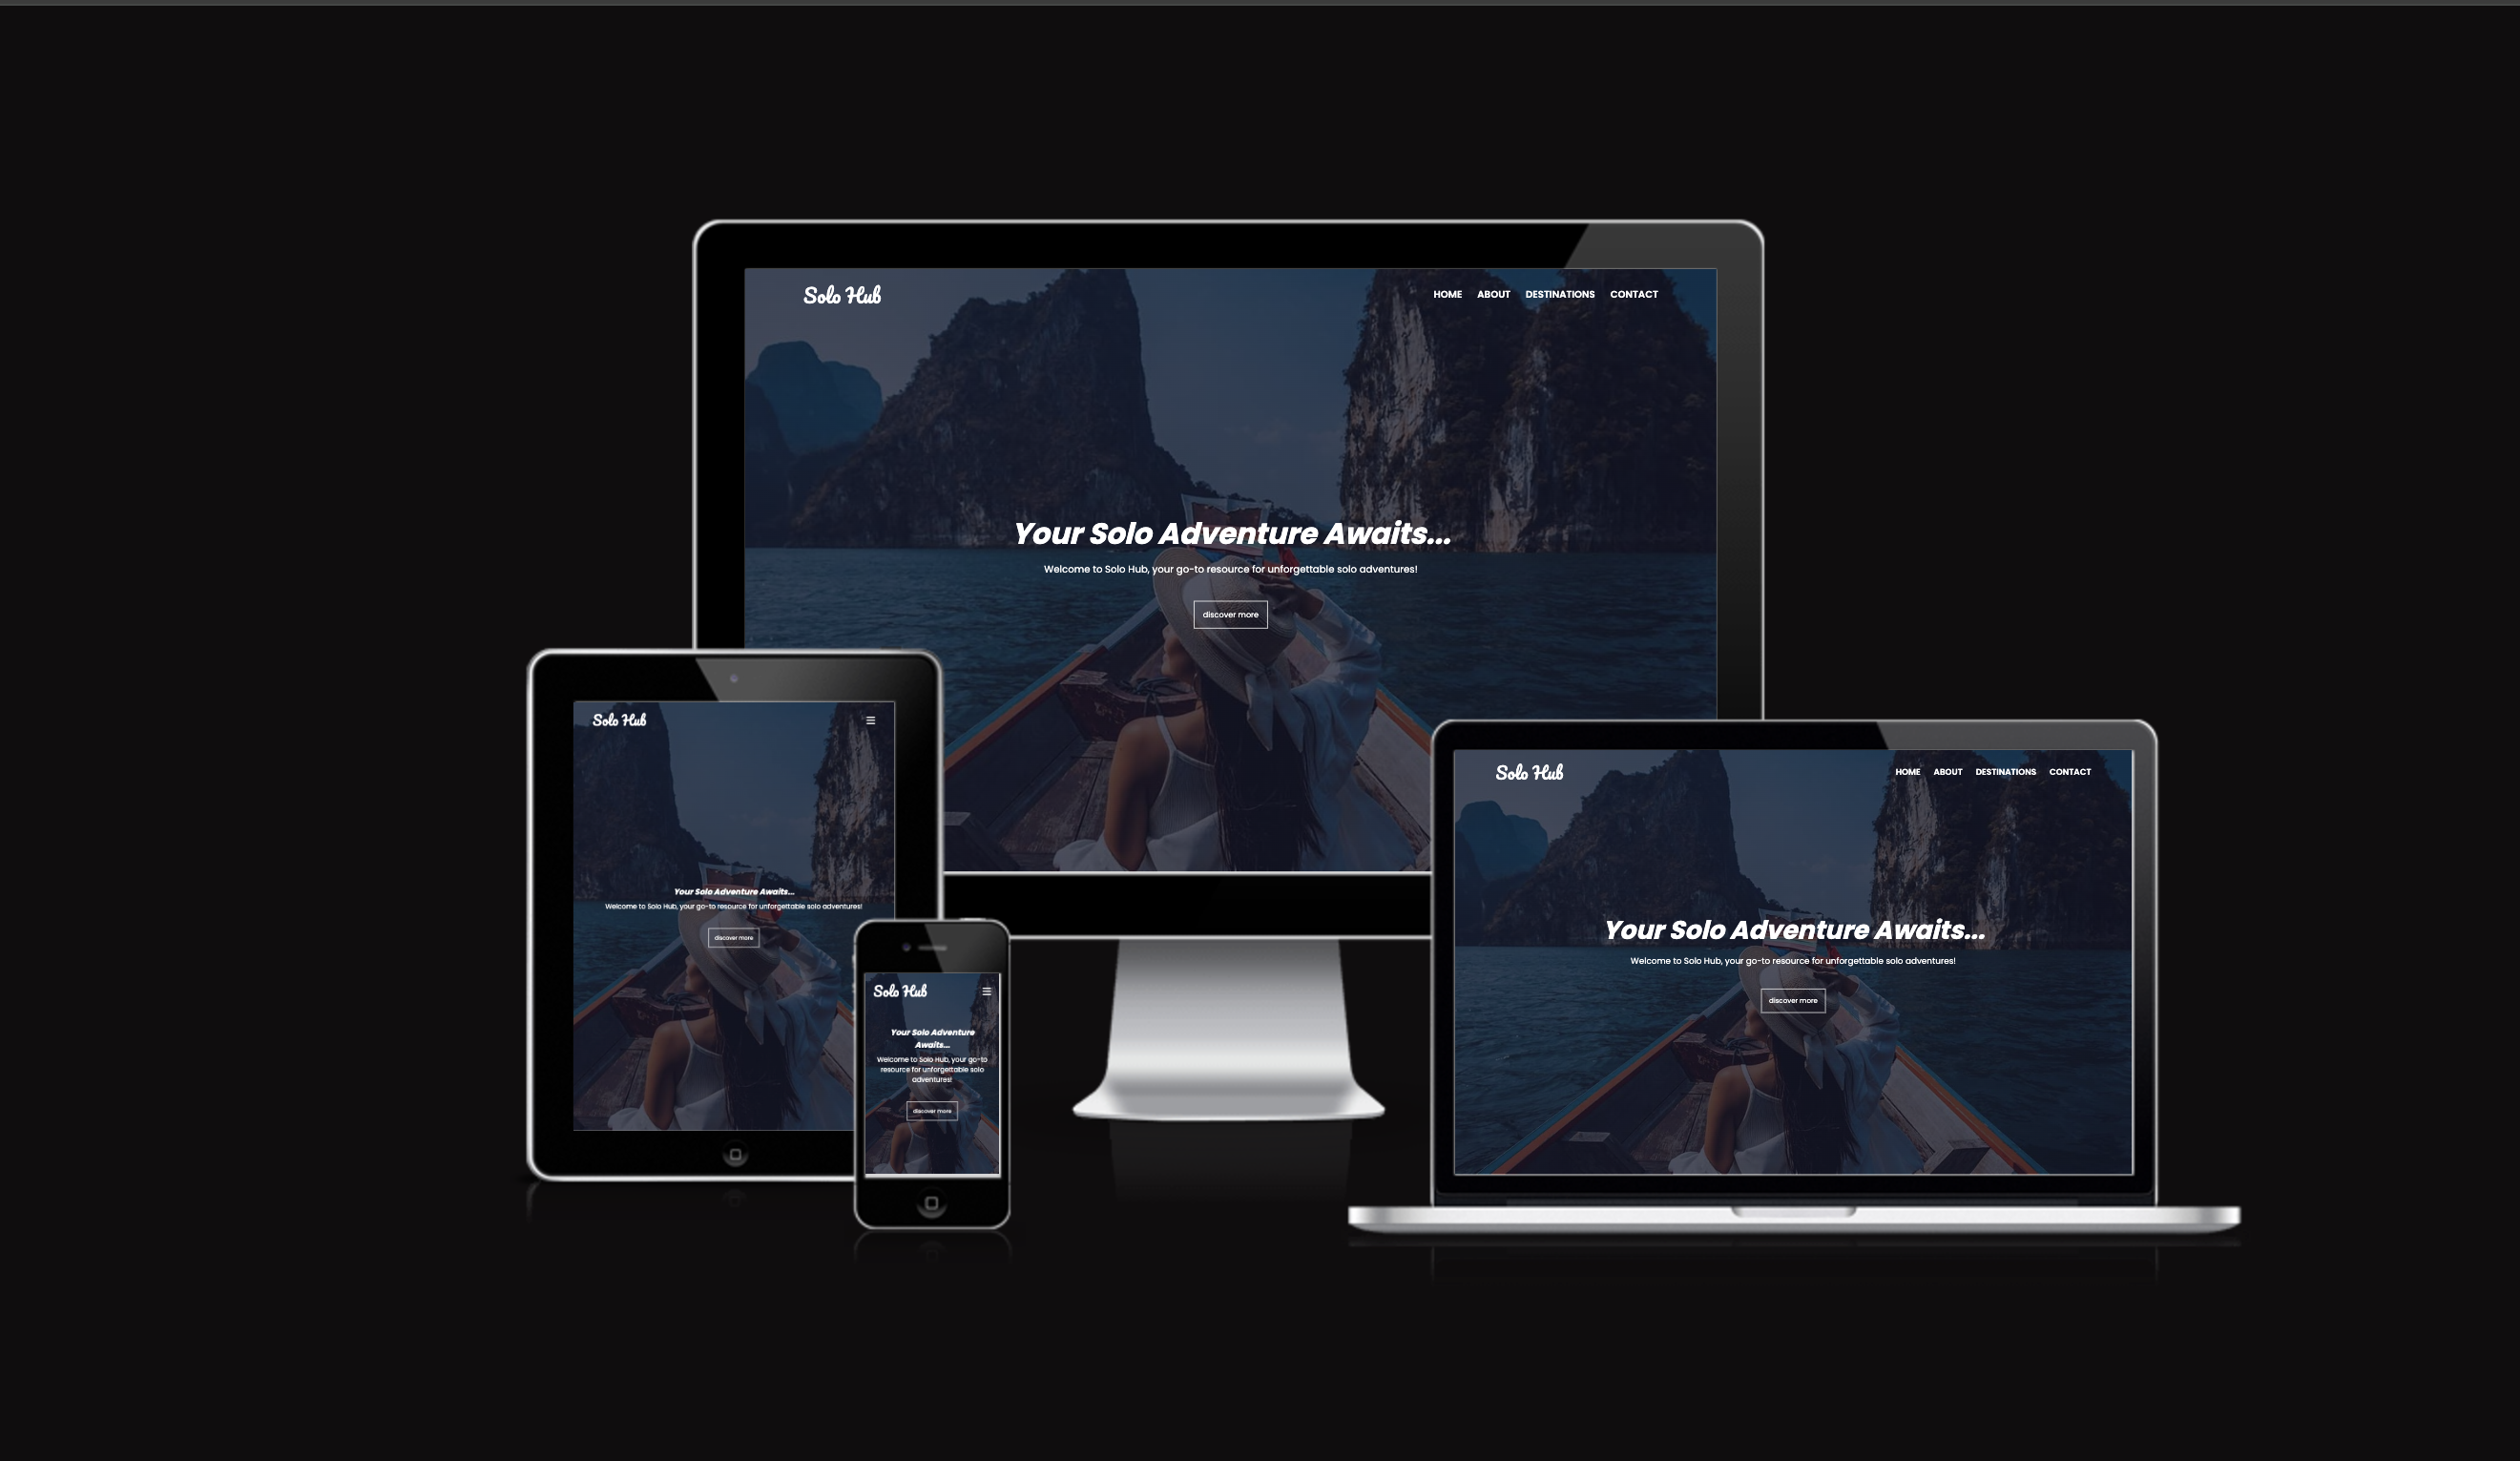 Solo Hub
HOME ABOUT DESTINATIONS CONTACT
Your Solo Adventure Awaits...
Welcome to Solo Hub, your go-to resource for unforgettable solo adventures!
discover more
Solo Hub
Your Solo Adventure Awaits...
Welcome to Solo Hub, your go-to resource for unforgettable solo adventures!
discover more
Solo Hub
Your Solo Adventure
Awaits...
Welcome to Solo Hub, your go-to
resource for unforgettable solo
adventures!
discover more
Solo Hub
HOME ABOUT DESTINATIONS CONTACT
Your Solo Adventure Awaits...
Welcome to Solo Hub, your go-to resource for unforgettable solo adventures!
discover more